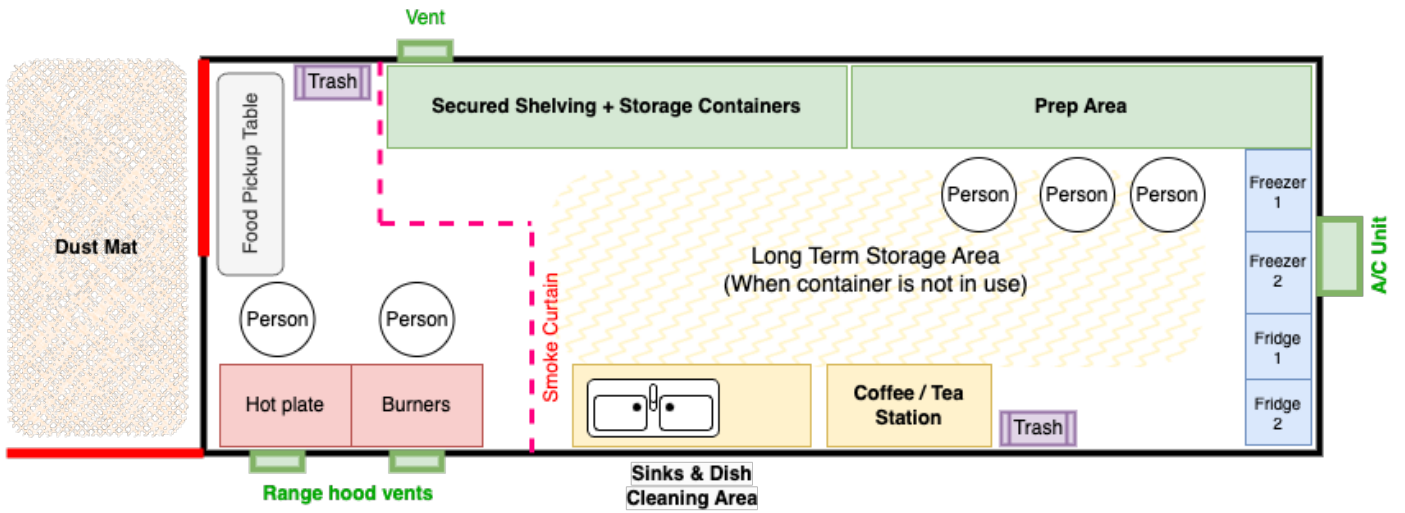 Vent
Trash
Secured Shelving + Storage Containers
Prep Area
Food Pickup Table
Person
Person
Person
Freezer
1
Dust Mat
Long Term Storage Area
(When container is not in use)
Freezer
2
A/C Unit
Person
Person
Smoke Curtain
Fridge
1
Hot plate
Burners
Coffee / Tea
Station
Trash
Fridge
2
Sinks & Dish
Cleaning Area
Range hood vents